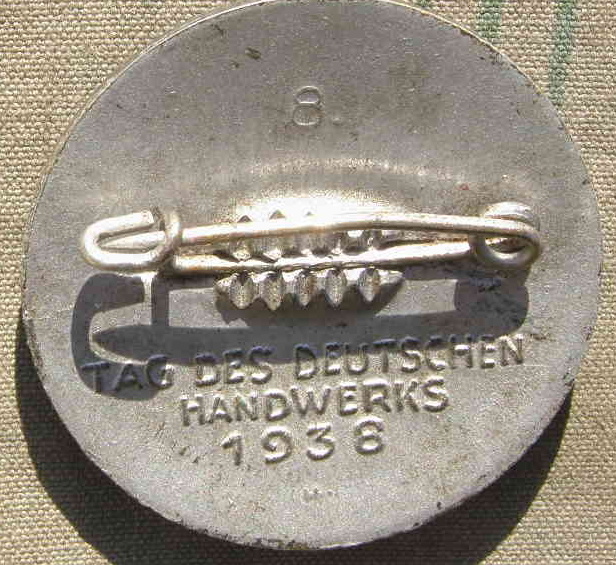 8.
TAG DES DEUTSCHEN
HANDWERKS
1938